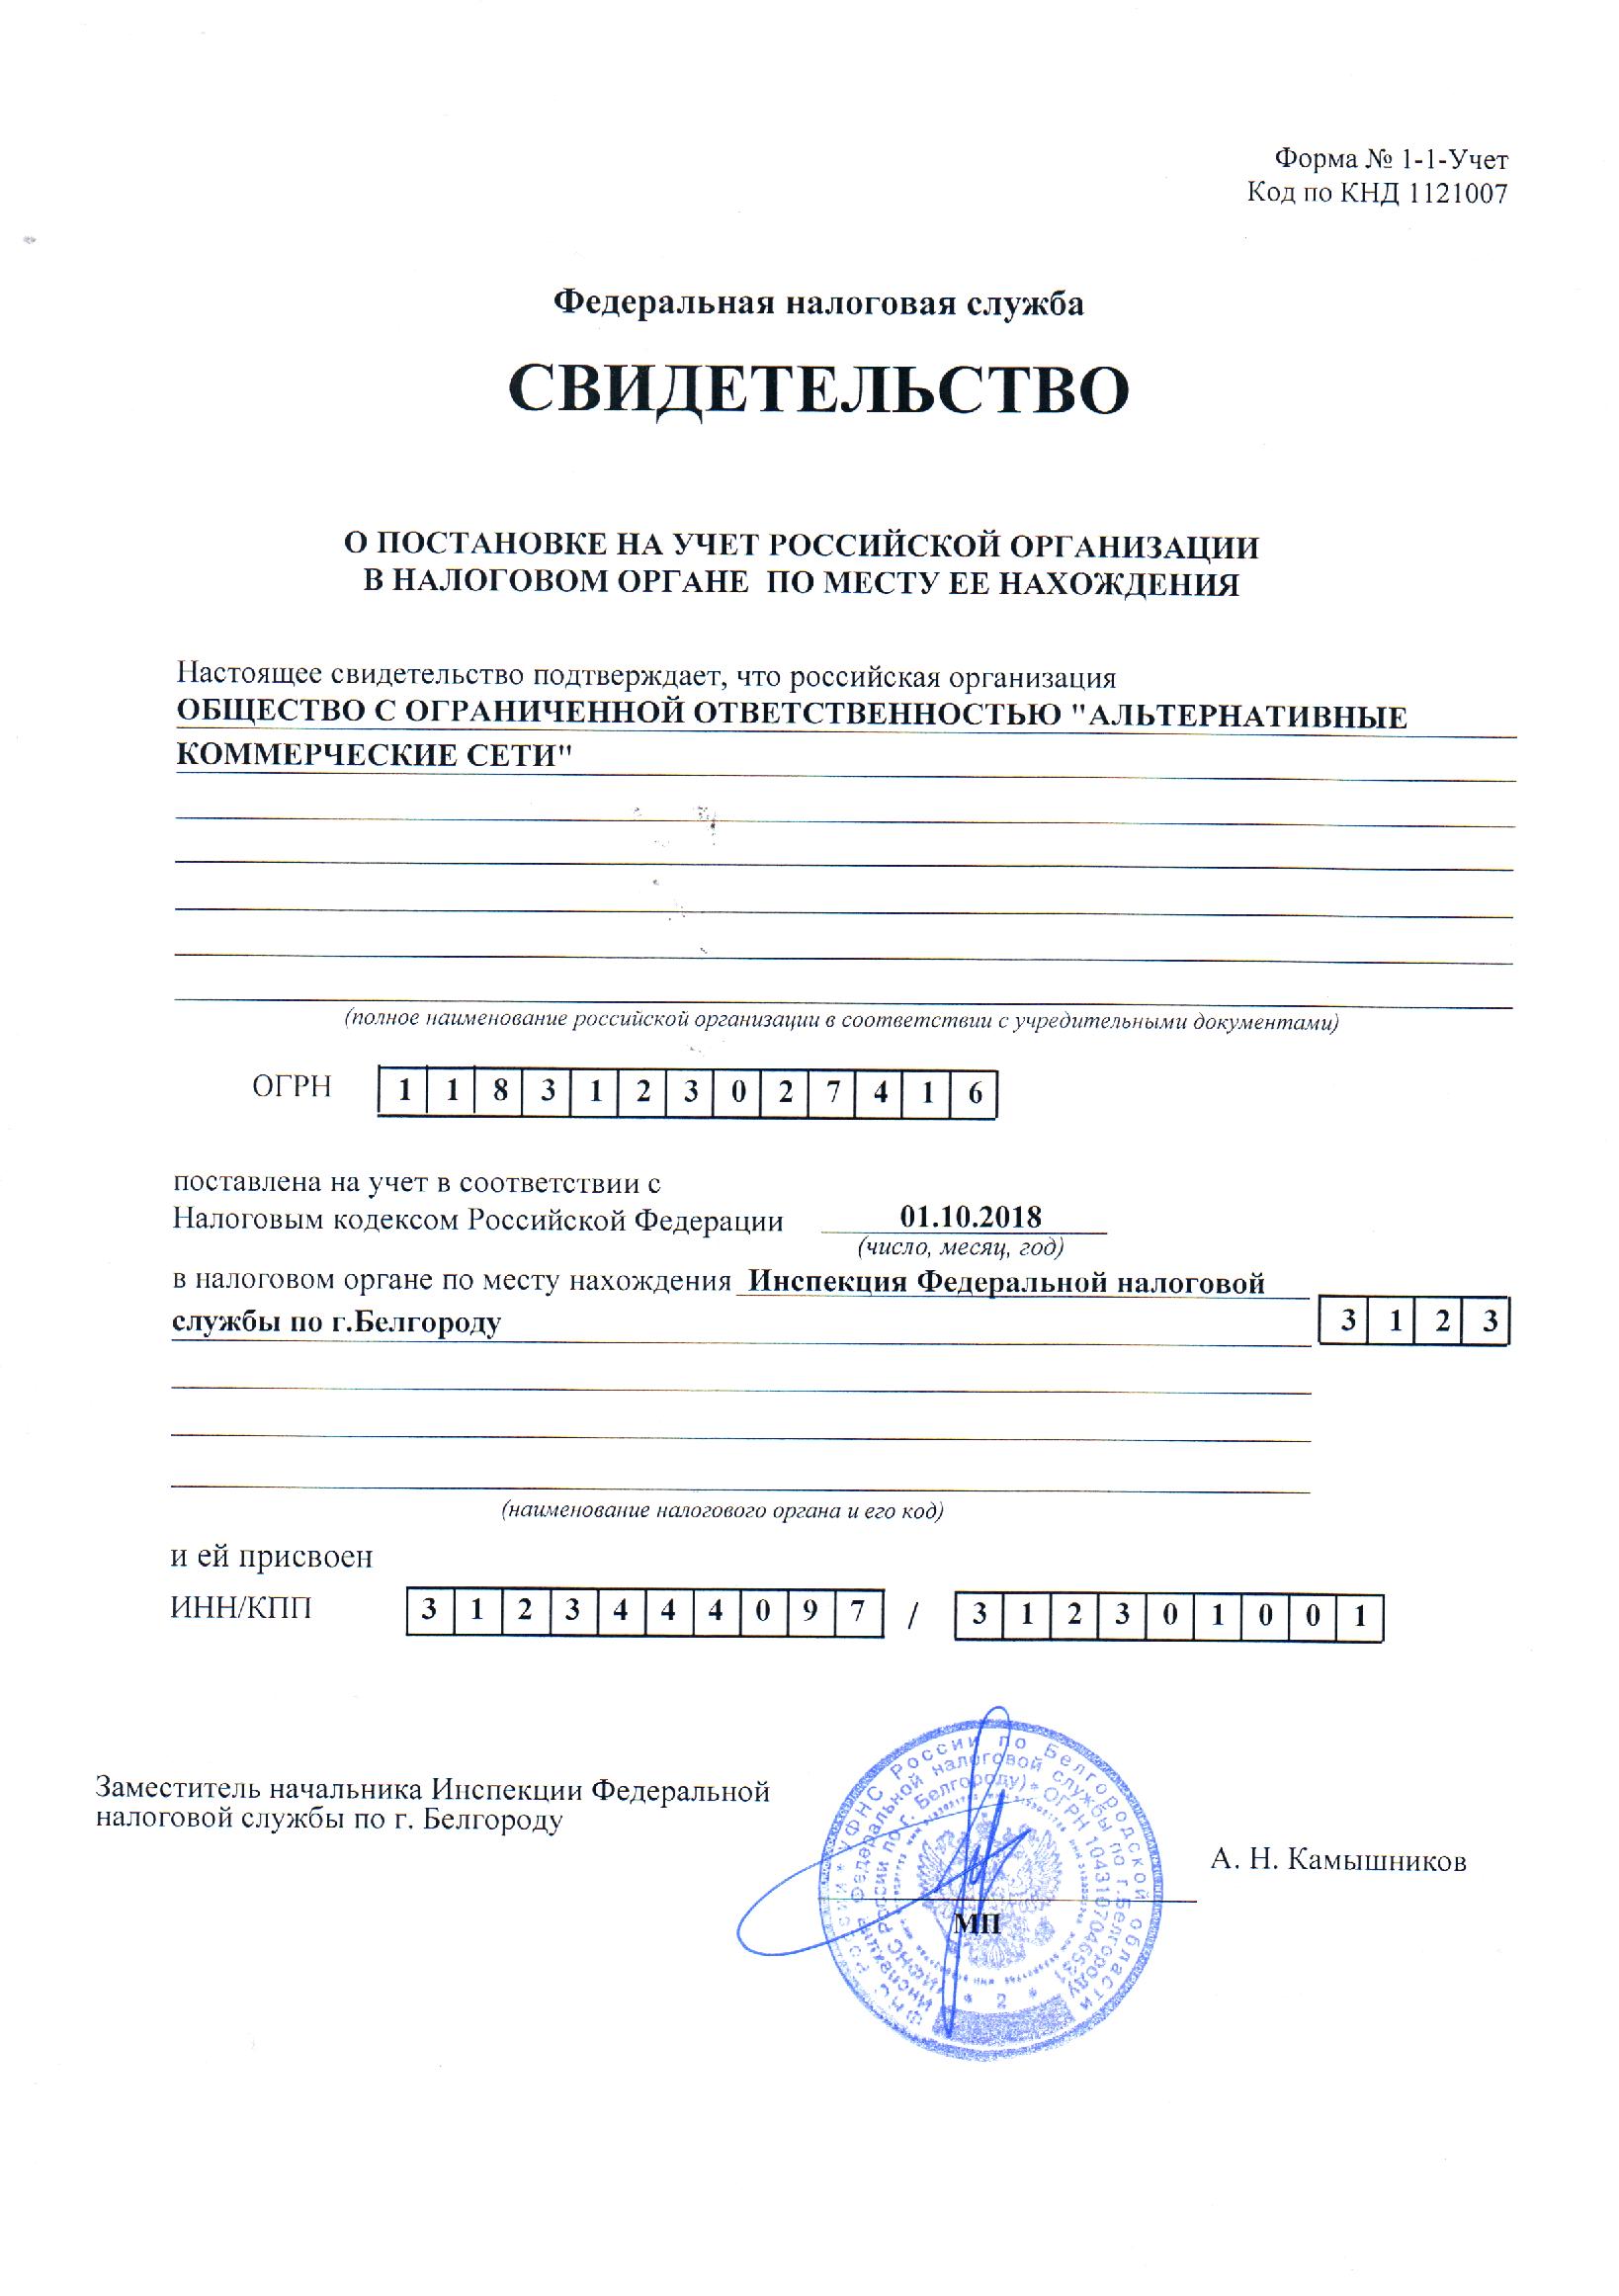 Форма № 1-1-Учет
Код по КНД 1121007
Федеральная налоговая служба
СВИДЕТЕЛЬСТВО
О ПОСТАНОВКЕ НА УЧЕТ РОССИЙСКОЙ ОРГАНИЗАЦИИ
В НАЛОГОВОМ ОРГАНЕ ПО МЕСТУ ЕЕ НАХОЖДЕНИЯ
Настоящее свидетельство подтверждает, что российская организация
ОБЩЕСТВО С ОГРАНИЧЕННОЙ ОТВЕТСТВЕННОСТЬЮ "АЛЬТЕРНАТИВНЫЕ
КОММЕРЧЕСКИЕ СЕТИ"
(полное наименование российской организации в соответствии с учредительными документами)
ОГРН 1 1 8 3 1 2 3 0 2 7 4 1 6
поставлена на учет в соответствии с
Налоговым кодексом Российской Федерации 01.10.2018
(число, месяц, год)
в налоговом органе по месту нахождения Инспекция Федеральной налоговой
службы по г.Белгороду 3 1 2 3
(наименование налогового органа и его код)
и ей присвоен
ИНН/КПП 3 1 2 3 4 4 4 0 9 7 / 3 1 2 3 0 1 0 0 1
Заместитель начальника Инспекции Федеральной
налоговой службы по г. Белгороду
А. Н. Камышников
МП
ФНС России * УФНС России по Белгородской области
Инспекция Федеральной налоговой службы по г.Белгороду
(ИФНС России по г. Белгороду) * ОГРН 1043107046531
* 2 *